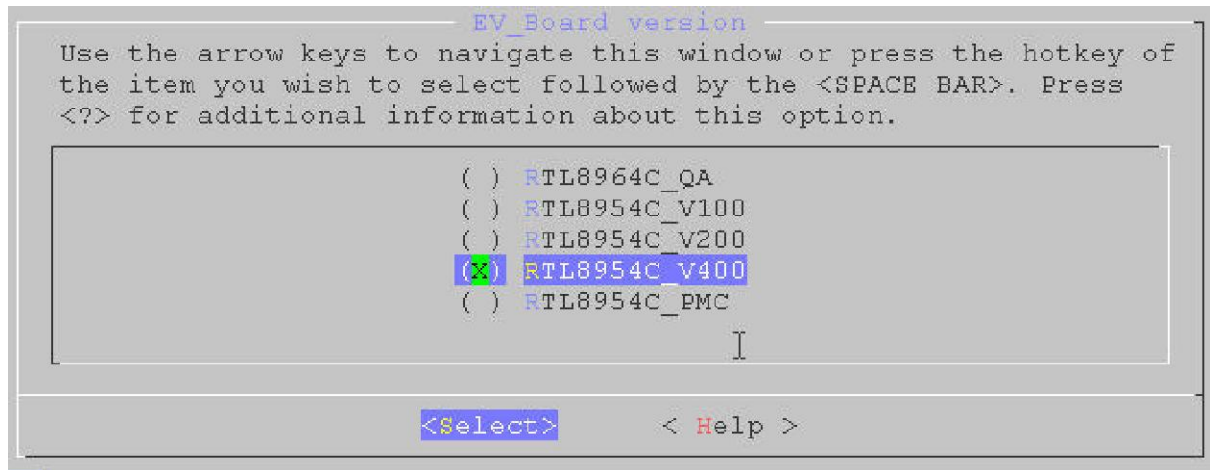 EV_Board version
Use the arrow keys to navigate this window or press the hotkey of
the item you wish to select followed by the <SPACE BAR>. Press
<?> for additional information about this option.
( ) RTL8964C_QA
( ) RTL8954C_V100
( ) RTL8954C_V200
(X) RTL8954C_V400
( ) RTL8954C_PMC
<Select> < Help >